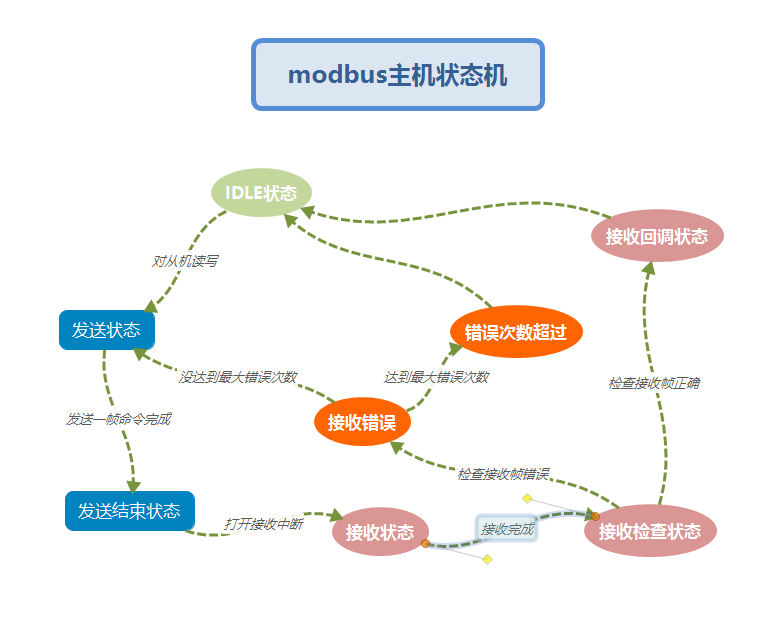 modbus主机状态机
IDLE状态
接收回调状态
对从机读写
发送状态
错误次数超过
没达到最大错误次数
达到最大错误次数
检查接收帧正确
发送一帧命令完成
接收错误
检查接收帧错误
发送结束状态
打开接收中断
接收状态
接收完成
接收检查状态